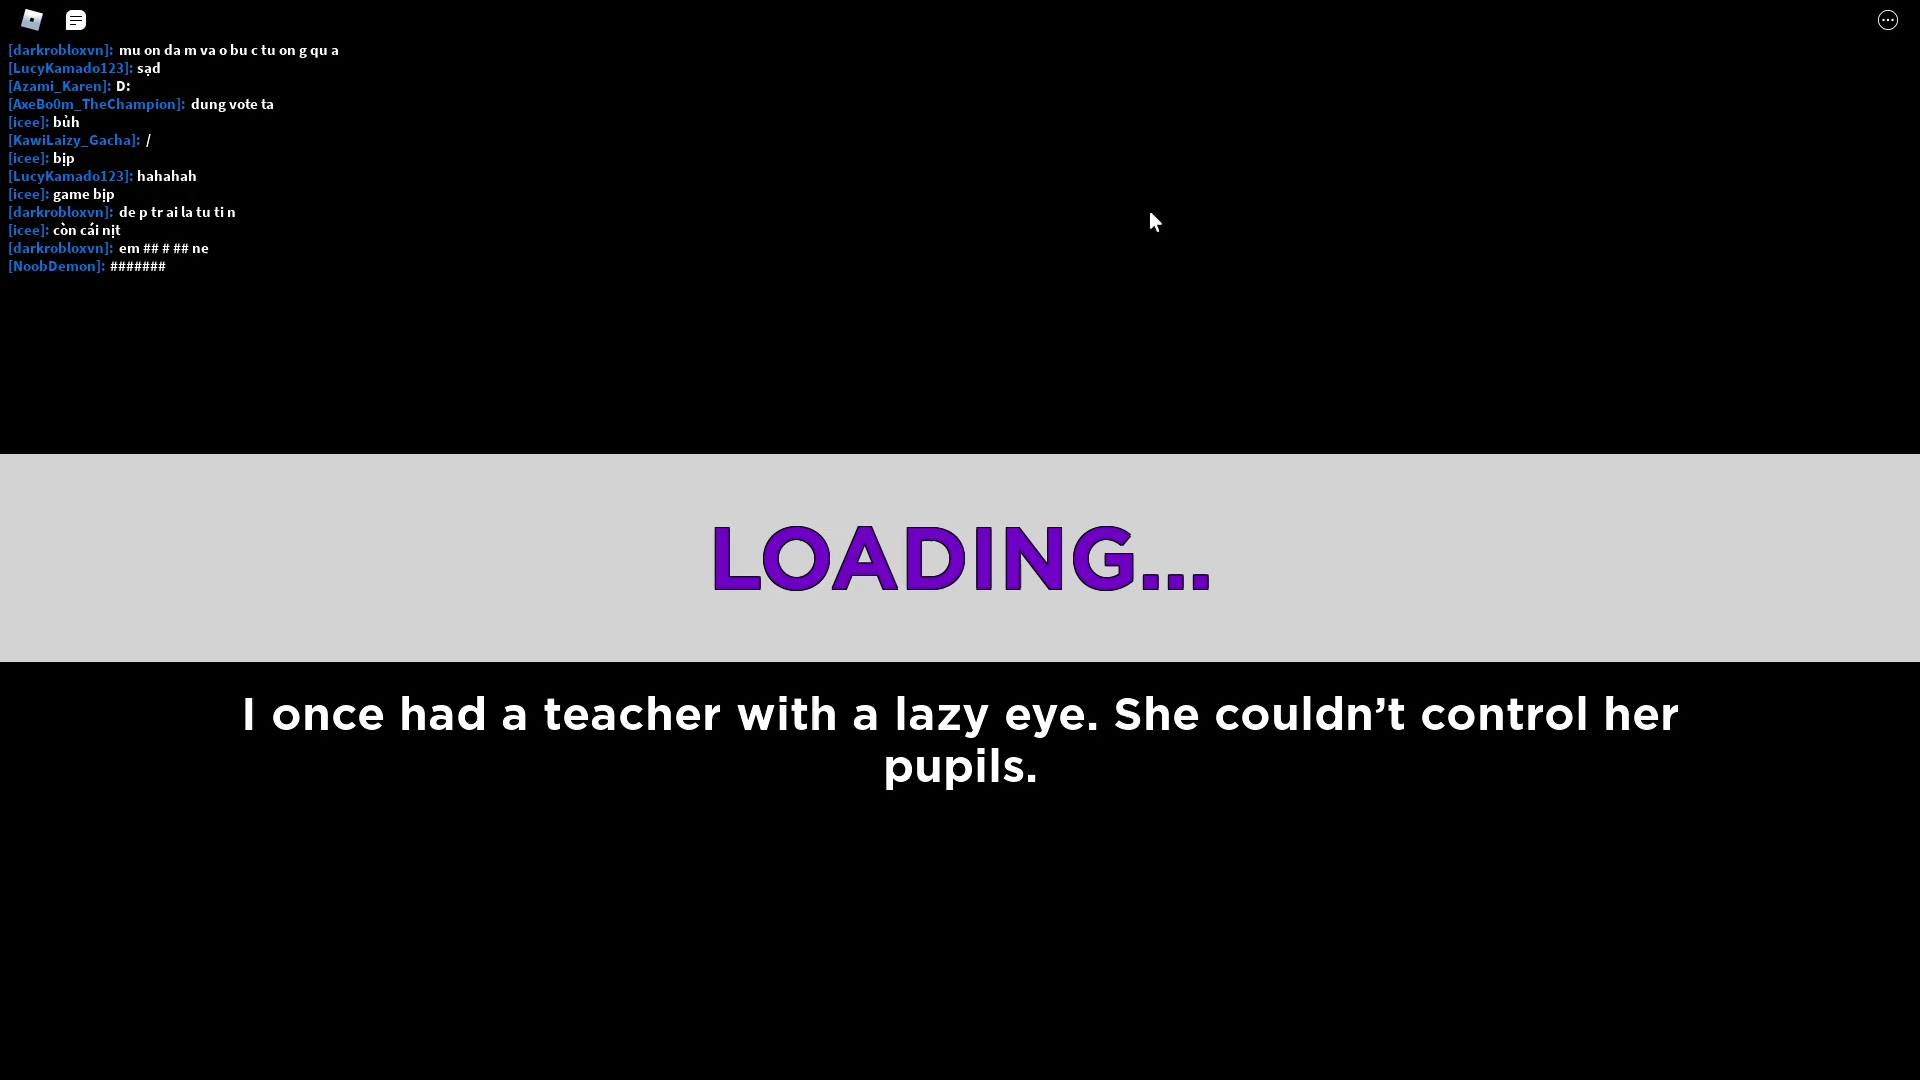 [darkrobloxvn]: mu on da m va o bu c tu on g qu a
[LucyKamado123]: sạd
[Azami_Karen]: D:
[AxeBo0m_TheChampion]: dung vote ta
[icee]: bủh
[KawiLaizy_Gacha]: /
[icee]: bịp
[LucyKamado123]: hahahah
[icee]: game bịp
[darkrobloxvn]: de p tr ai la tu ti n
[icee]: còn cái nịt
[darkrobloxvn]: em ## # ## ne
[NoobDemon]: #######
LOADING...
I once had a teacher with a lazy eye. She couldn’t control her
pupils.